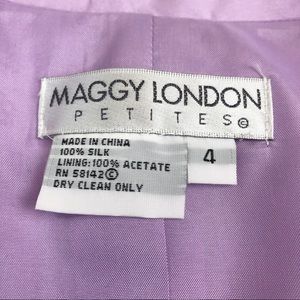 MAGGY LONDON
PETITES©
MADE IN CHINA
100% SILK
LINING:100% ACETATE
RN 58142©
DRY CLEAN ONLY
4